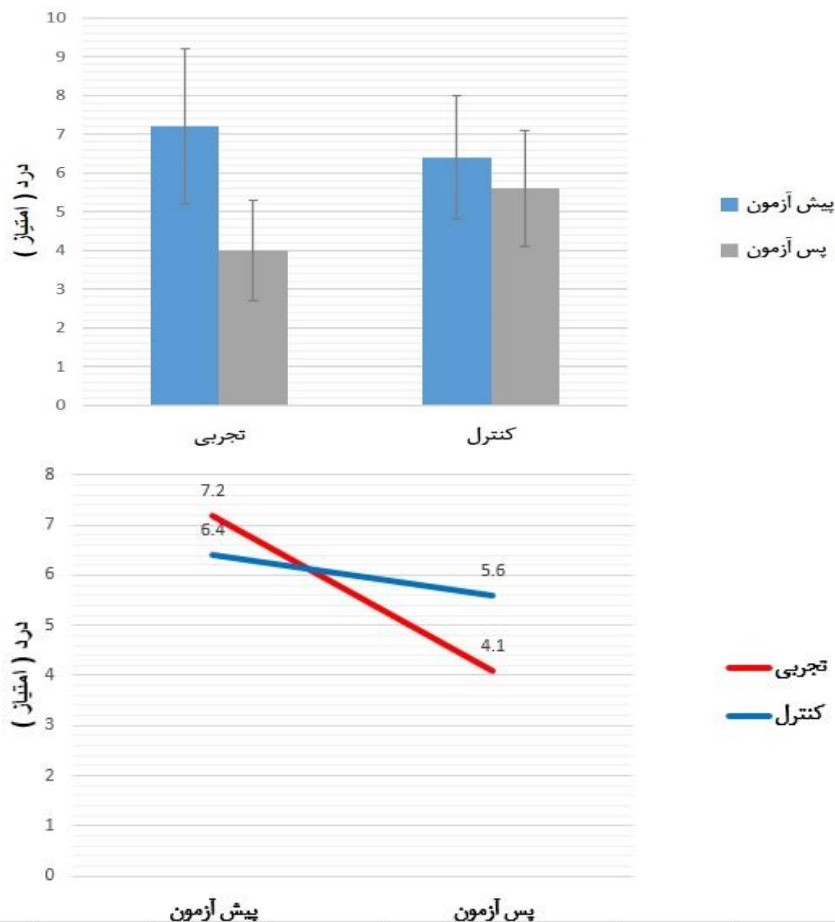 10
9
8
7
6
5
4
3
2
1
0
درد ( امتیاز )
تجربی
کنترل
پیش آزمون
پس آزمون
8
7
6
5
4
3
2
1
0
درد ( امتیاز )
7.2
6.4
5.6
4.1
پیش آزمون
پس آزمون
تجربی
کنترل